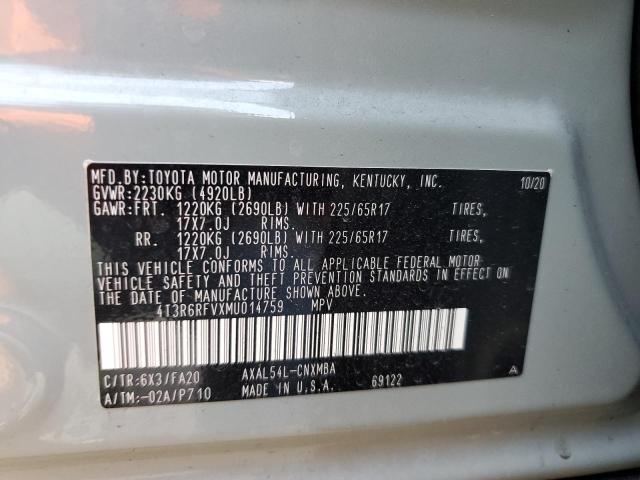 MFD.BY:TOYOTA MOTOR MANUFACTURING, KENTUCKY, INC. 10/20
GVWR:2230KG (4920LB)
GAWR:FRT. 1220KG (2690LB) WITH 225/65R17 TIRES,
17X7.0J RIMS.
RR. 1220KG (2690LB) WITH 225/65R17 TIRES,
17X7.0J RIMS.
THIS VEHICLE CONFORMS TO ALL APPLICABLE FEDERAL MOTOR
VEHICLE SAFETY AND THEFT PREVENTION STANDARDS IN EFFECT ON
THE DATE OF MANUFACTURE SHOWN ABOVE.
4T3R6RFVXMU014759 MPV
C/TR:6X3/FA20 AXAL54L-CNXMBA A
A/TM:-02A/P710 MADE IN U.S.A. 69122